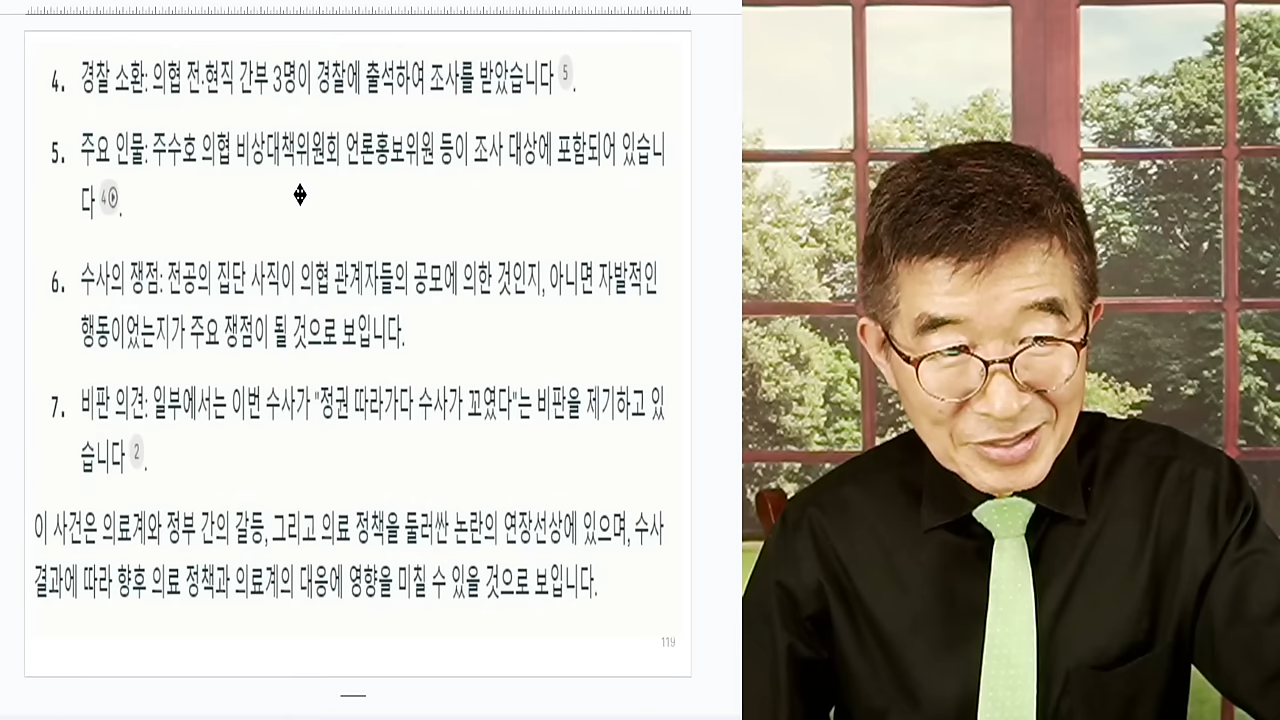 4. 경찰 소환: 의협 전·현직 간부 3명이 경찰에 출석하여 조사를 받았습니다 5.
5. 주요 인물: 주수호 의협 비상대책위원회 언론홍보위원 등이 조사 대상에 포함되어 있습니
다 4.
6. 수사의 쟁점: 전공의 집단 사직이 의협 관계자들의 공모에 의한 것인지, 아니면 자발적인
행동이었는지가 주요 쟁점이 될 것으로 보입니다.
7. 비판 의견: 일부에서는 이번 수사가 "정권 따라가다 수사가 꼬였다"는 비판을 제기하고 있
습니다 2.
이 사건은 의료계와 정부 간의 갈등, 그리고 의료 정책을 둘러싼 논란의 연장선상에 있으며, 수사
결과에 따라 향후 의료 정책과 의료계의 대응에 영향을 미칠 수 있을 것으로 보입니다.
119